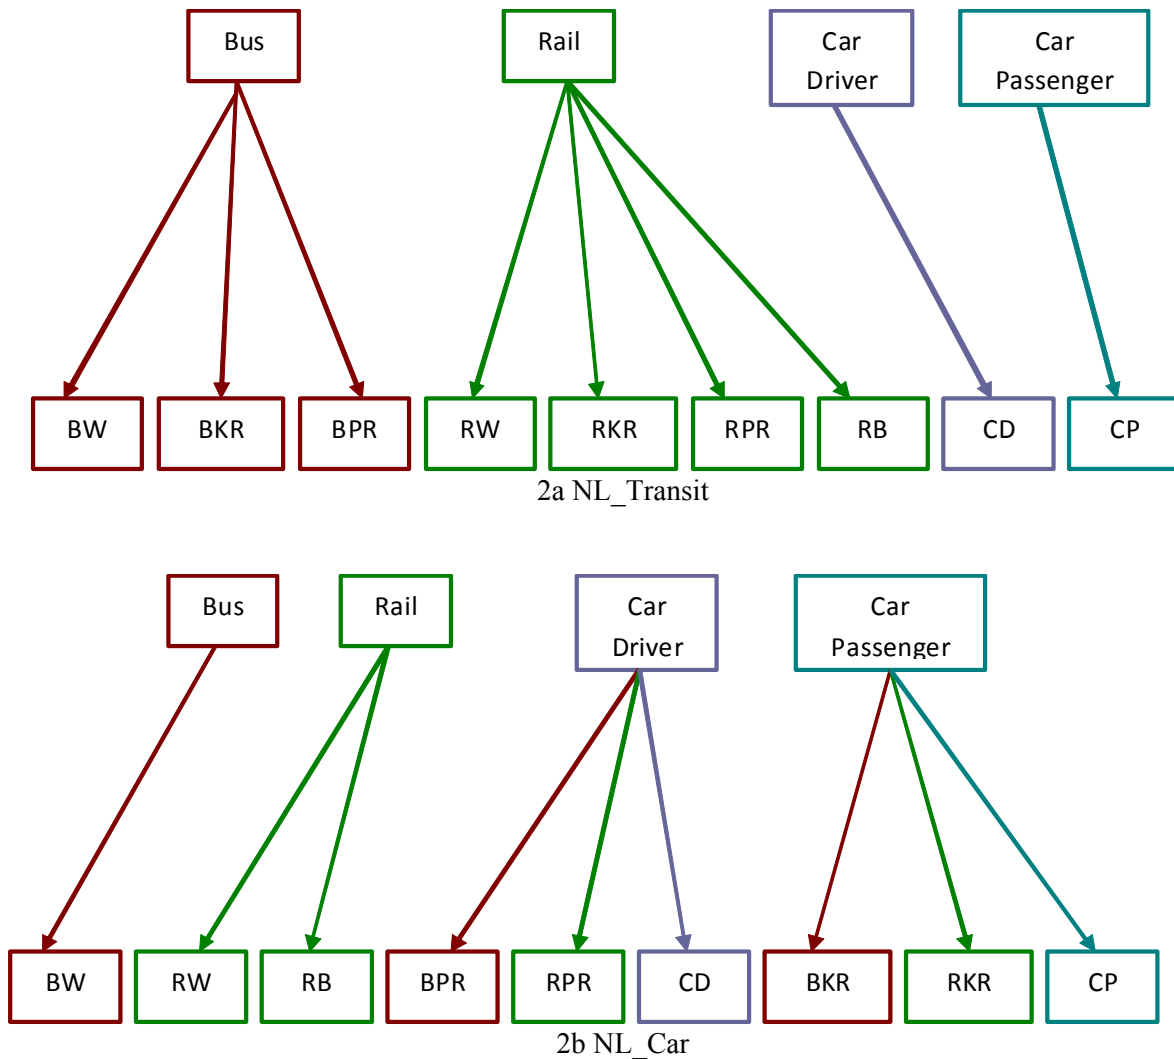 Bus
Rail
Car
Driver
Car
Passenger
BW
BKR
BPR
RW
RKR
RPR
RB
CD
CP
2a NL_Transit
Bus
Rail
Car
Driver
Car
Passenger
BW
RW
RB
BPR
RPR
CD
BKR
RKR
CP
2b NL_Car